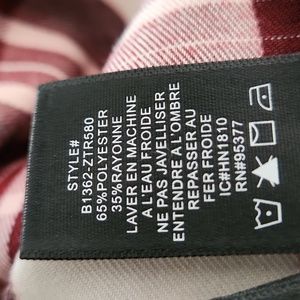 STYLE#
B1362-ZTRS80
65%POLYESTER
35%RAYONNE
LAVER EN MACHINE
A L'EAU FROIDE
NE PAS JAVELLISER
ENTENDRE A L'OMBRE
REPASSER AU
FER FROIDE
IC#HN1810
RN#95377